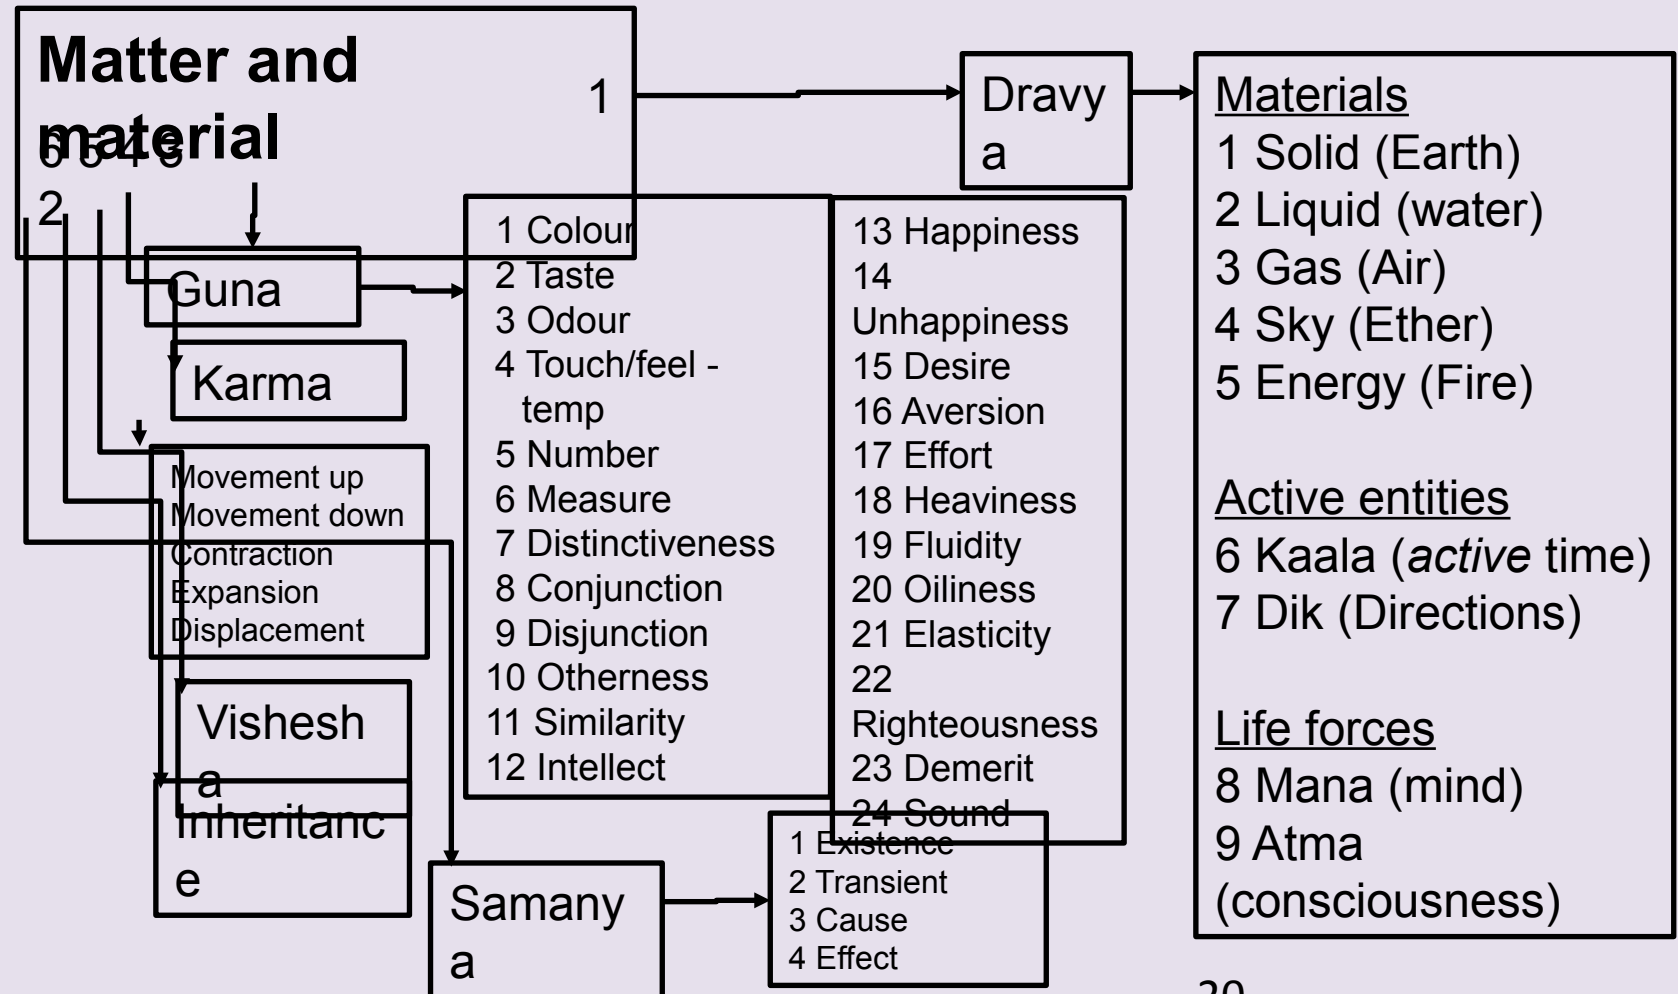 Matter and
material
1
6 5 4 3
2
Dravy
a
Materials
1 Solid (Earth)
2 Liquid (water)
3 Gas (Air)
4 Sky (Ether)
5 Energy (Fire)
Active entities
6 Kaala (active time)
7 Dik (Directions)
Life forces
8 Mana (mind)
9 Atma
(consciousness)
Guna
1 Colour
2 Taste
3 Odour
4 Touch/feel -
temp
5 Number
6 Measure
7 Distinctiveness
8 Conjunction
9 Disjunction
10 Otherness
11 Similarity
12 Intellect
13 Happiness
14
Unhappiness
15 Desire
16 Aversion
17 Effort
18 Heaviness
19 Fluidity
20 Oiliness
21 Elasticity
22
Righteousness
23 Demerit
24 Sound
Karma
Movement up
Movement down
Contraction
Expansion
Displacement
Vishesh
a
Inheritanc
e
Samany
a
1 Existence
2 Transient
3 Cause
4 Effect
20